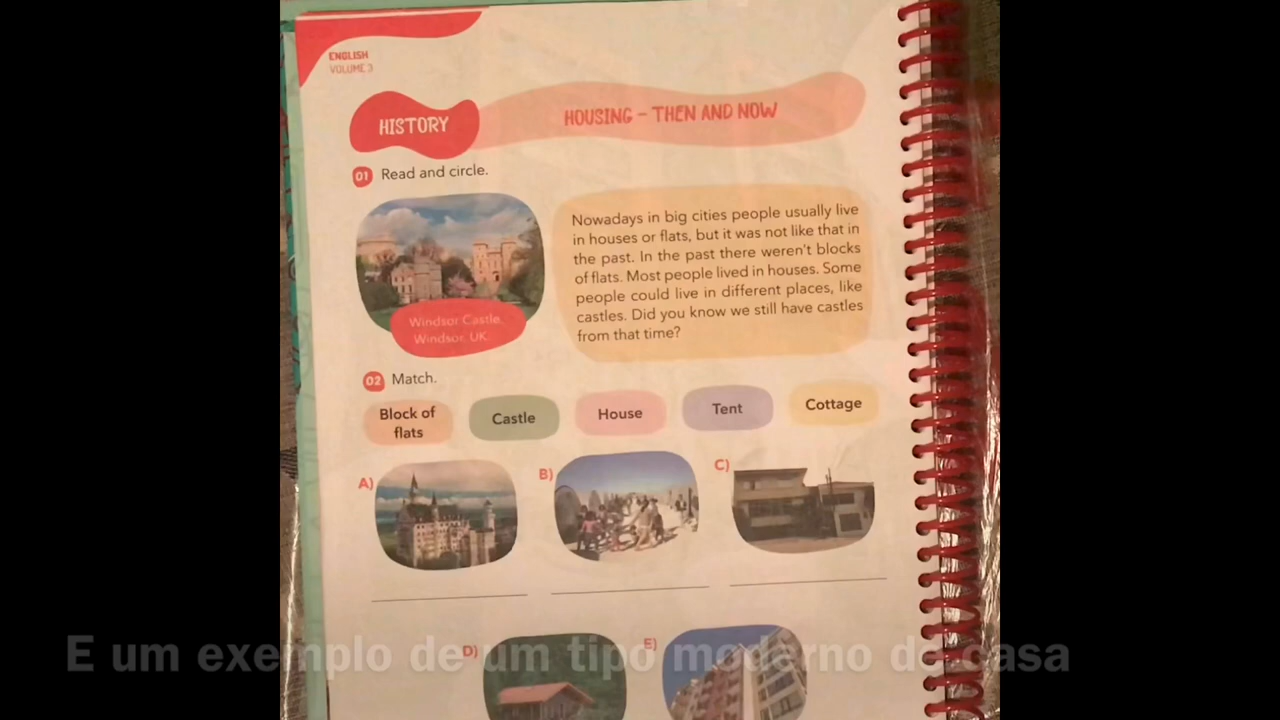 ENGLISH
VOLUME 3
HISTORY
HOUSING – THEN AND NOW
01 Read and circle.
Windsor Castle,
Windsor, UK.
Nowadays in big cities people usually live
in houses or flats, but it was not like that in
the past. In the past there weren't blocks
of flats. Most people lived in houses. Some
people could live in different places, like
castles. Did you know we still have castles
from that time?
02 Match.
Block of
flats
Castle
House
Tent
Cottage
A)
B)
C)
D)
E)
E um exemplo de um tipo moderno de casa